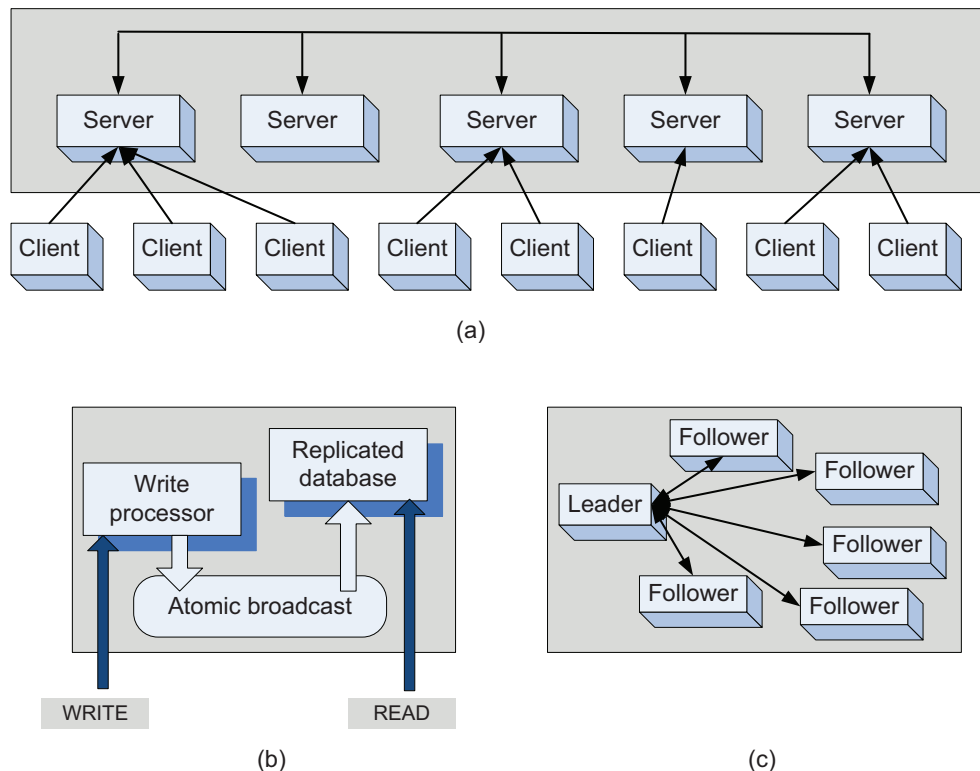 Server
Server
Server
Server
Server
Client
Client
Client
Client
Client
Client
Client
Client
(a)
Replicated
database
Write
processor
Atomic broadcast
WRITE
READ
(b)
Follower
Follower
Leader
Follower
Follower
Follower
(c)